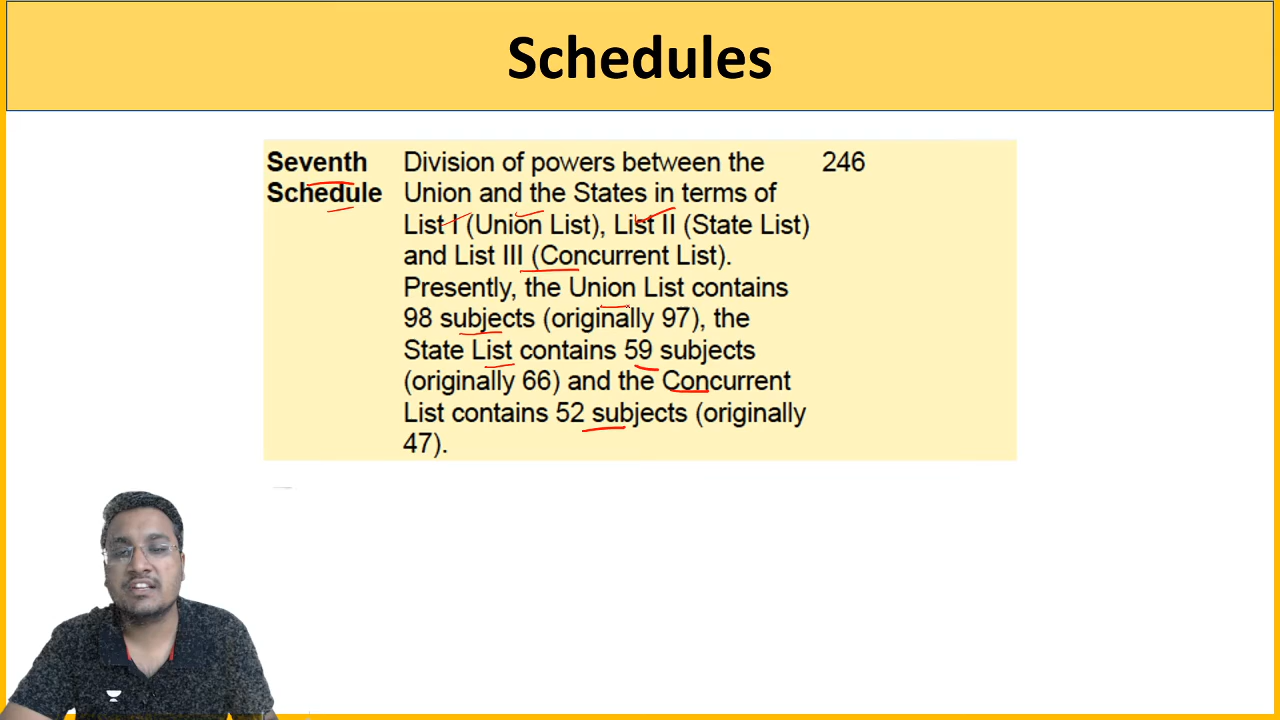 Schedules
Seventh Division of powers between the 246
Schedule Union and the States in terms of
List I (Union List), List II (State List)
and List III (Concurrent List).
Presently, the Union List contains
98 subjects (originally 97), the
State List contains 59 subjects
(originally 66) and the Concurrent
List contains 52 subjects (originally
47).